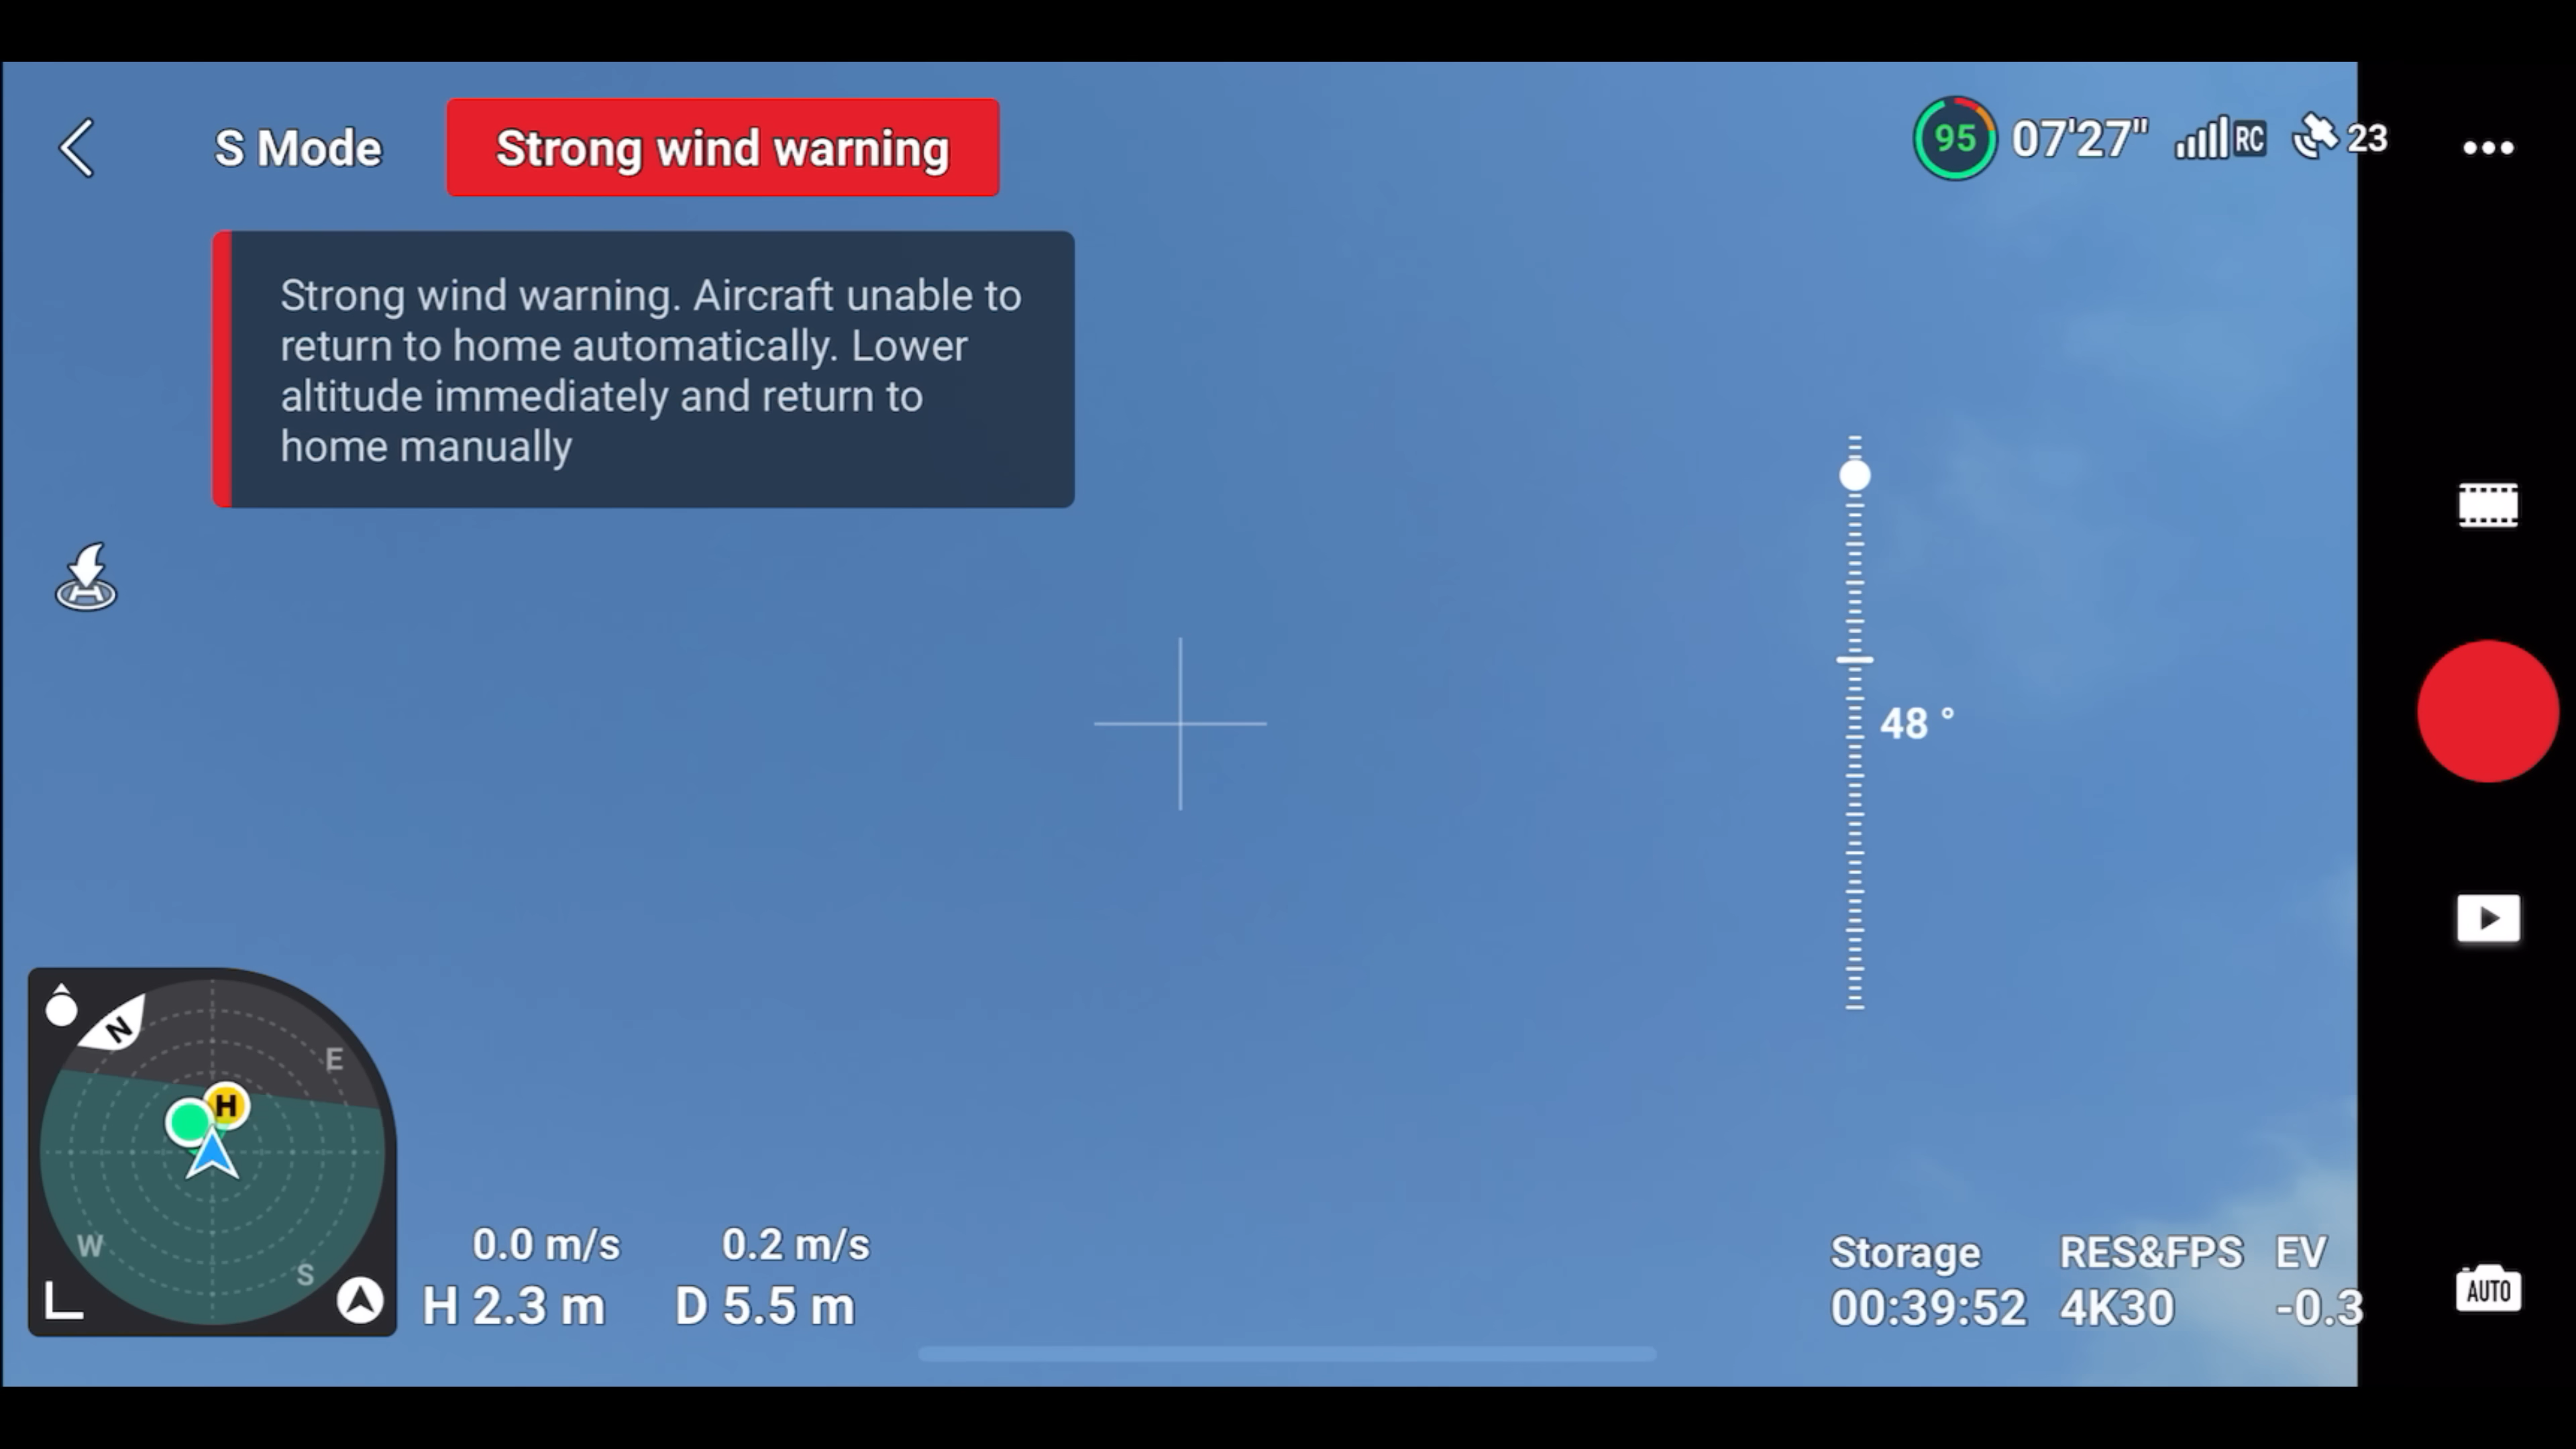 S Mode
Strong wind warning
95
07'27"
RC
23
Strong wind warning. Aircraft unable to
return to home automatically. Lower
altitude immediately and return to
home manually
48 °
N
E
H
W
S
0.0 m/s
0.2 m/s
H 2.3 m
D 5.5 m
Storage
RES&FPS
EV
00:39:52
4K30
-0.3
AUTO